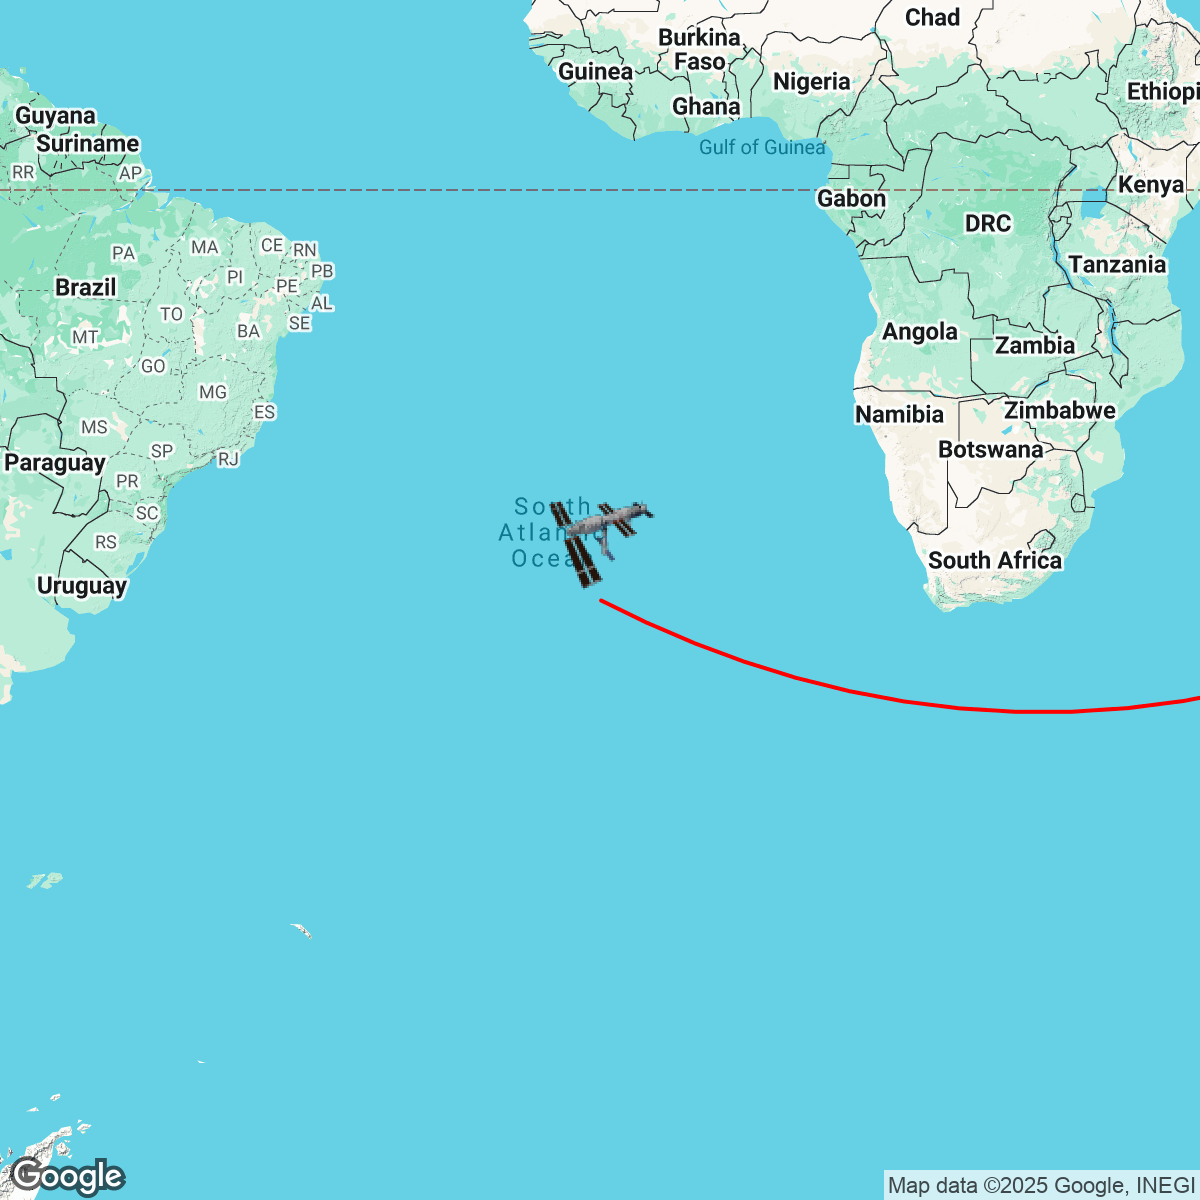 Chad
Burkina
Faso
Guinea
Nigeria
Ethiopi
Ghana
Guyana
Suriname
Gulf of Guinea
RR
AP
Kenya
Gabon
DRC
MA
CE
RN
PA
PI
PB
Tanzania
Brazil
PE
AL
TO
SE
BA
MT
Angola
Zambia
GO
MG
ES
Namibia
Zimbabwe
MS
SP
RJ
Botswana
Paraguay
PR
SC
South
Atlantic
Ocea
RS
Uruguay
South Africa
Google
Map data ©2025 Google, INEGI